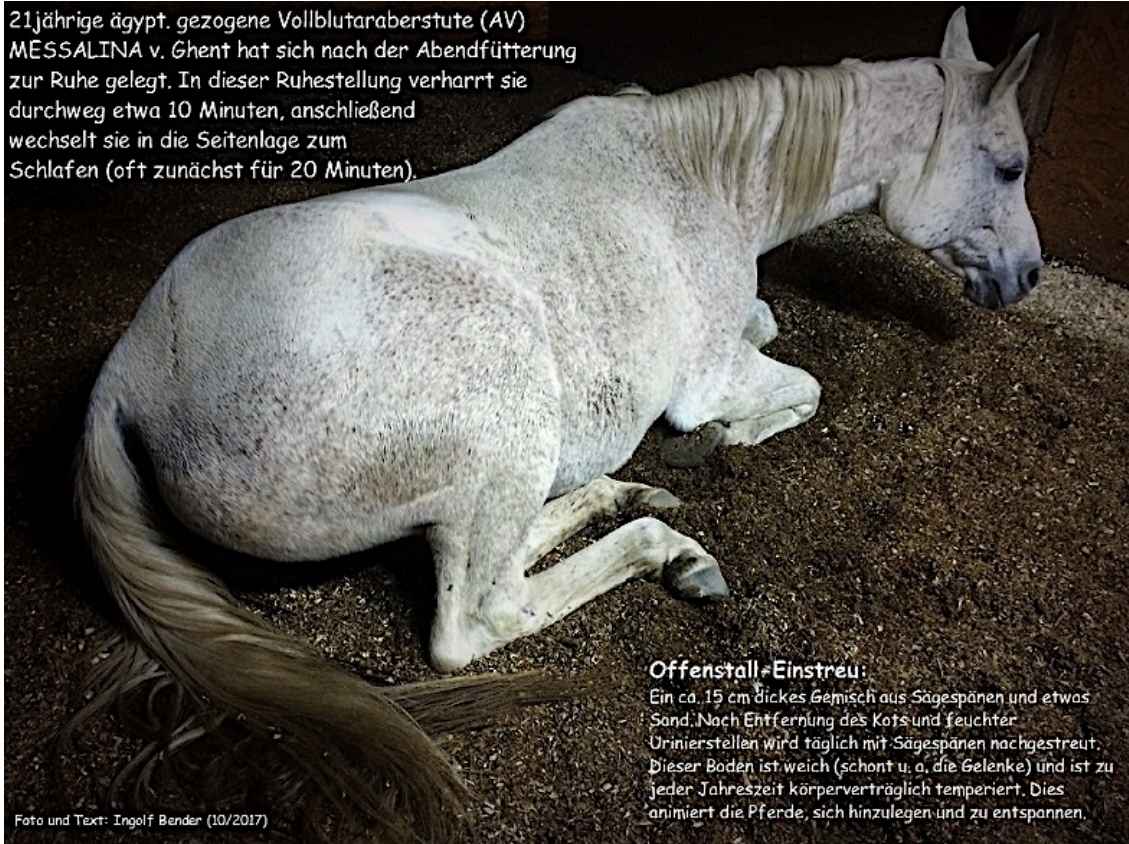 21jährige ägypt. gezogene Vollblutaraberstute (AV)
MESSALINA v. Ghent hat sich nach der Abendfütterung
zur Ruhe gelegt. In dieser Ruhestellung verharrt sie
durchweg etwa 10 Minuten, anschließend
wechselt sie in die Seitenlage zum
Schlafen (oft zunächst für 20 Minuten).
Offenstall-Einstreu:
Ein ca. 15 cm dickes Gemisch aus Sägespänen und etwas
Sand. Nach Entfernung des Kots und feuchter
Urinierstellen wird täglich mit Sägespänen nachgestreut.
Dieser Boden ist weich (schont u. a. die Gelenke) und ist zu
jeder Jahreszeit körperverträglich temperiert. Dies
animiert die Pferde, sich hinzulegen und zu entspannen.
Foto und Text: Ingolf Bender (10/2017)